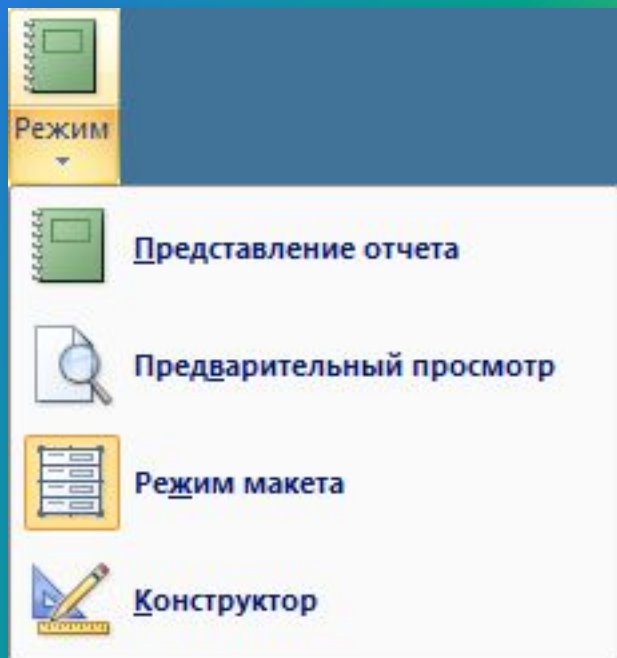 Режим
Представление отчета
Предварительный просмотр
Режим макета
Конструктор